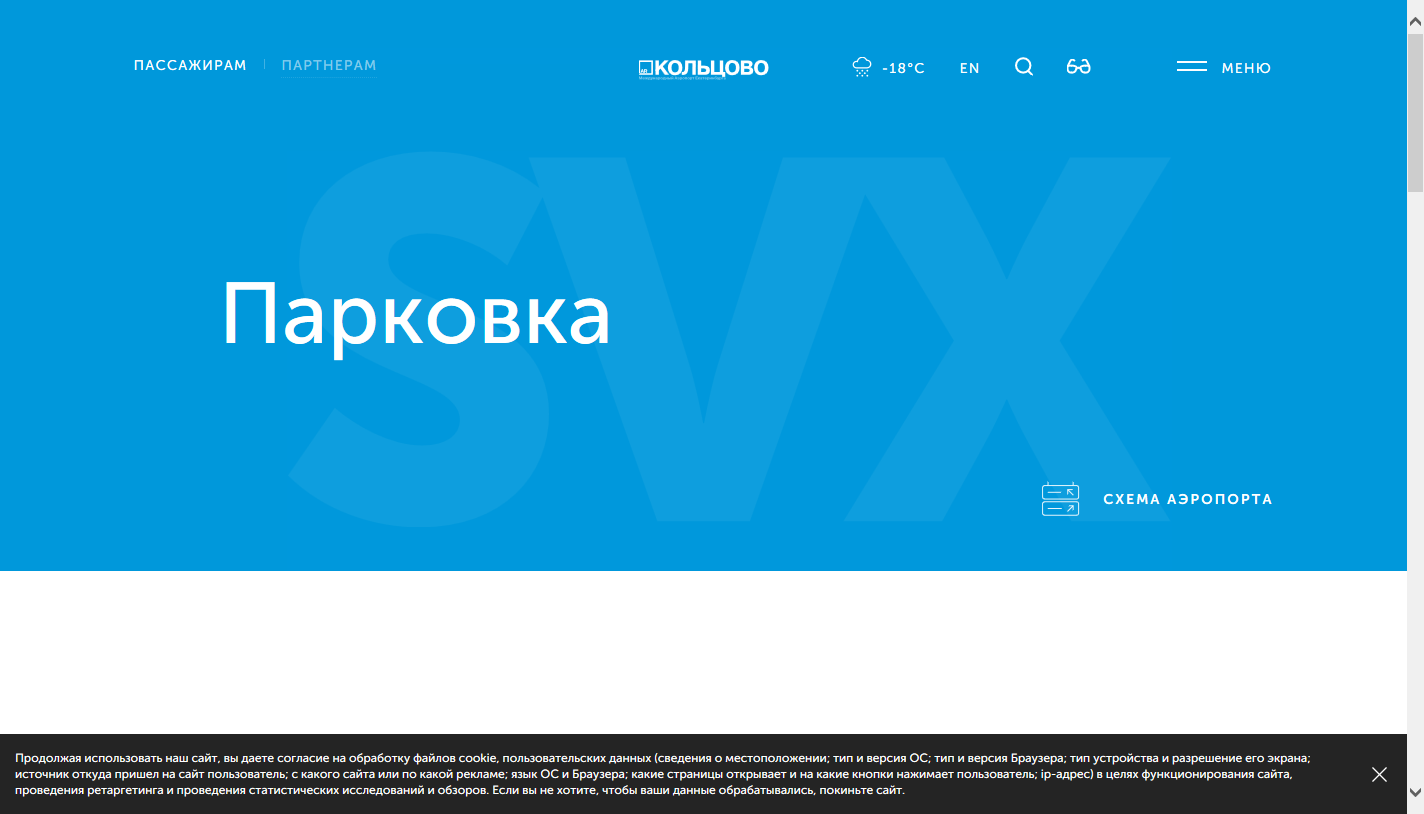 ПАССАЖИРАМ
ПАРТНЕРАМ
АП КОЛЬЦОВО
-18°C
EN
МЕНЮ
SVX
Парковка
СХЕМА АЭРОПОРТА
Продолжая использовать наш сайт, вы даете согласие на обработку файлов cookie, пользовательских данных (сведения о местоположении; тип и версия ОС; тип и версия Браузера; тип устройства и разрешение его экрана;
источник откуда пришел на сайт пользователь; с какого сайта или по какой рекламе; язык ОС и Браузера; какие страницы открывает и на какие кнопки нажимает пользователь; ip-адрес) в целях функционирования сайта,
проведения ретаргетинга и проведения статистических исследований и обзоров. Если вы не хотите, чтобы ваши данные обрабатывались, покиньте сайт.